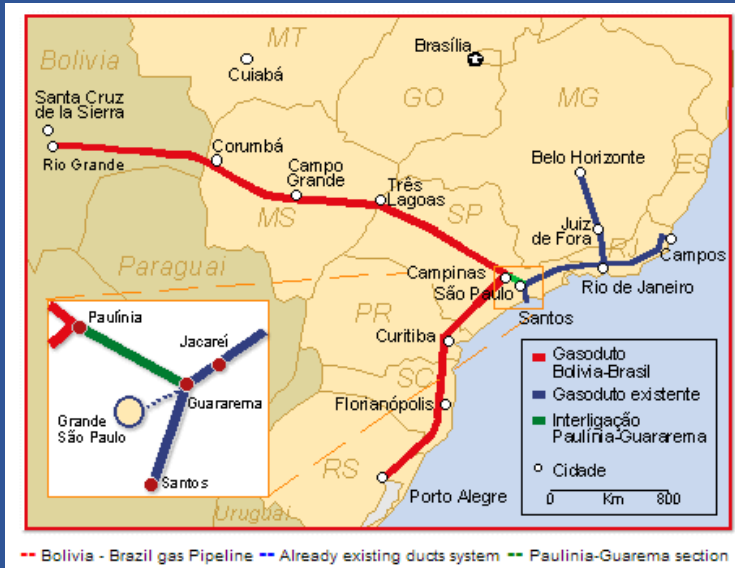 MT
Brasília
Bolivia
Cuiabá
GO
MG
Santa Cruz
de la Sierra
Rio Grande
Corumbá
Belo Horizonte
ES
Campo
Grande
Três
Lagoas
MS
SP
Juiz
de Fora
RJ
Campos
Paraguai
Campinas
São Paulo
Rio de Janeiro
Santos
PR
Curitiba
SC
Florianópolis
RS
Porto Alegre
Uruguai
Paulínia
Jacareí
Guararema
Grande
São Paulo
Santos
Gasoduto
Bolivia-Brasil
Gasoduto existente
Interligação
Paulínia-Guararema
Cidade
0 Km 800
-- Bolivia - Brazil gas Pipeline -- Already existing ducts system -- Paulinia-Guarema section